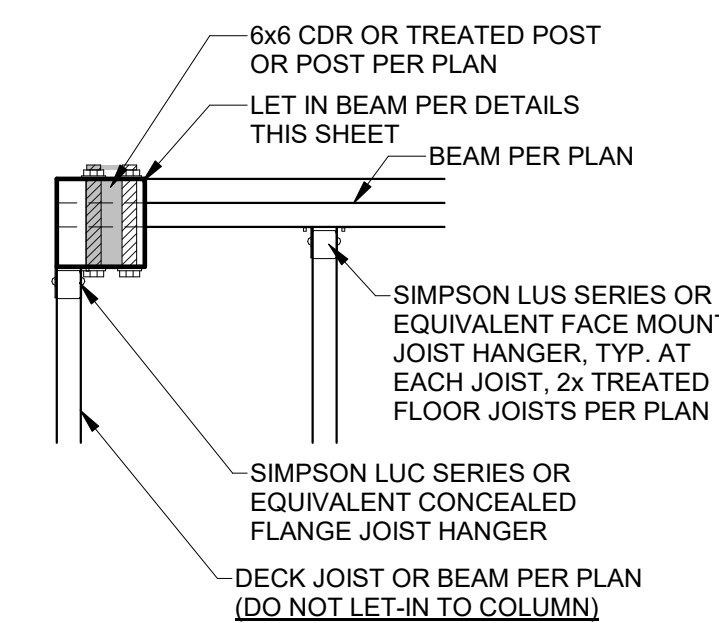 6x6 CDR OR TREATED POST
OR POST PER PLAN
LET IN BEAM PER DETAILS
THIS SHEET
BEAM PER PLAN
SIMPSON LUS SERIES OR
EQUIVALENT FACE MOUNT
JOIST HANGER, TYP. AT
EACH JOIST, 2x TREATED
FLOOR JOISTS PER PLAN
SIMPSON LUC SERIES OR
EQUIVALENT CONCEALED
FLANGE JOIST HANGER
DECK JOIST OR BEAM PER PLAN
(DO NOT LET-IN TO COLUMN)